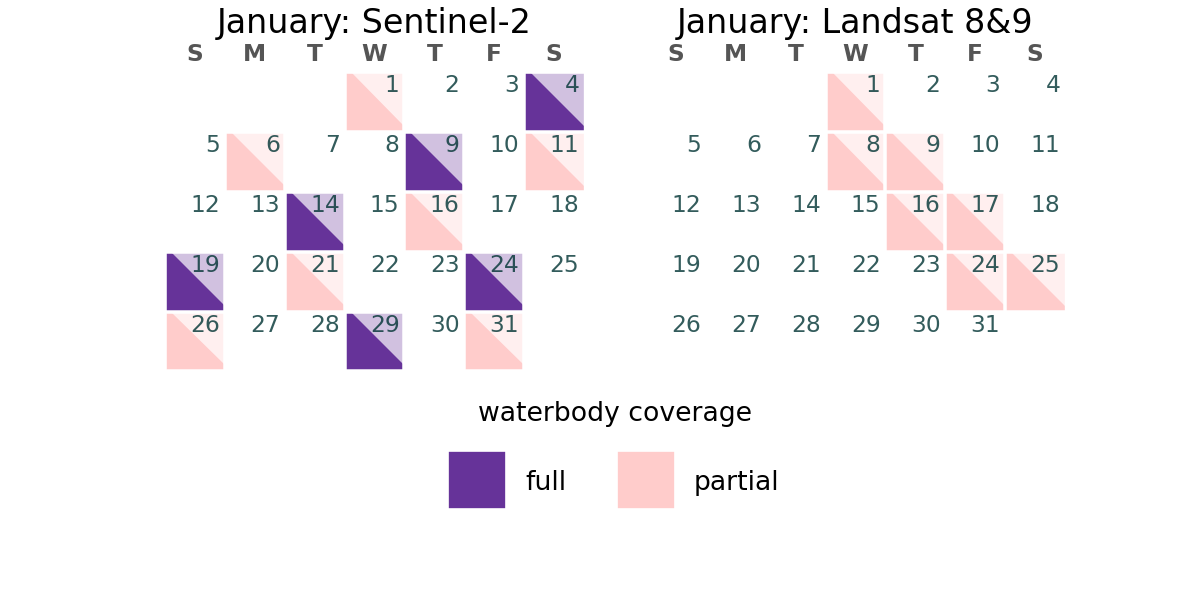 January: Sentinel-2
S M T W T F S
1 2 3 4
5 6 7 8 9 10 11
12 13 14 15 16 17 18
19 20 21 22 23 24 25
26 27 28 29 30 31
January: Landsat 8&9
S M T W T F S
1 2 3 4
5 6 7 8 9 10 11
12 13 14 15 16 17 18
19 20 21 22 23 24 25
26 27 28 29 30 31
waterbody coverage
full partial